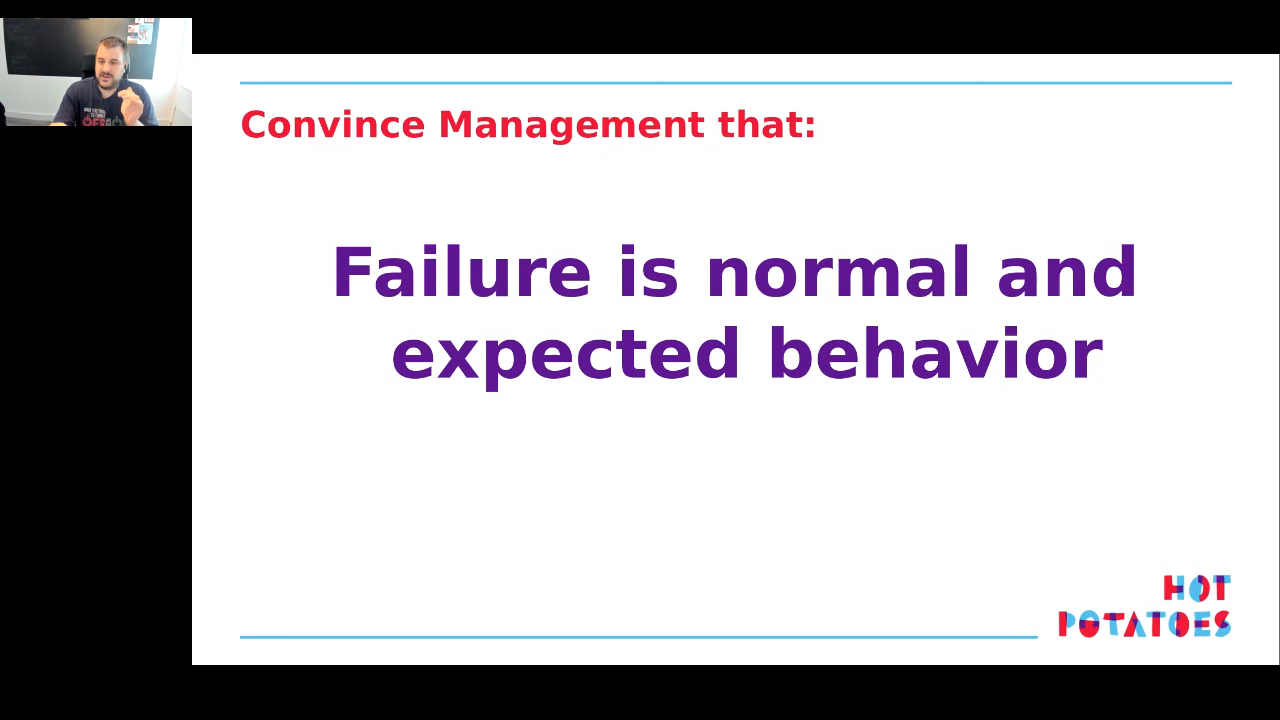 Convince Management that:
Failure is normal and
expected behavior
HOT
POTATOES